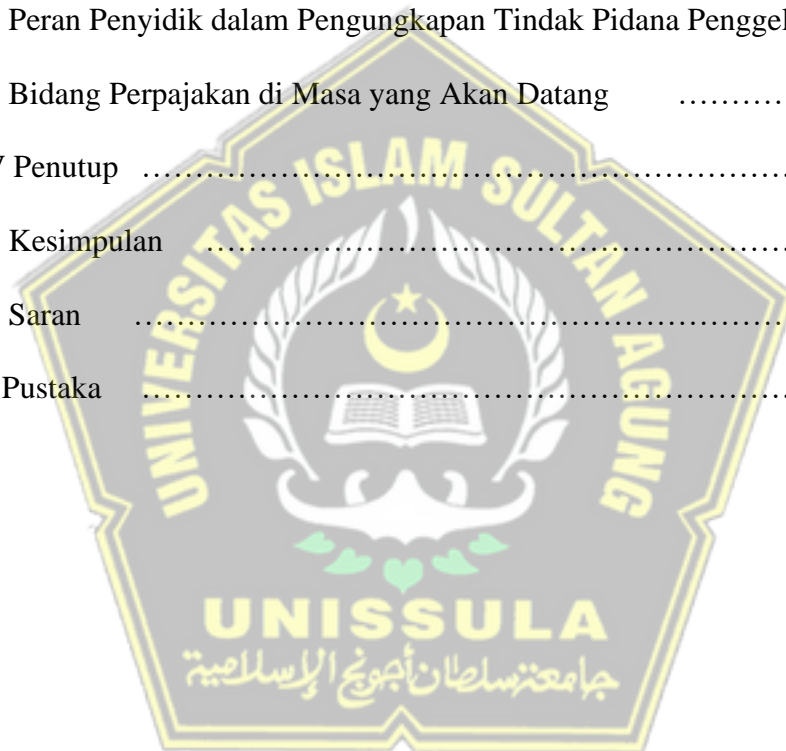 Peran Penyidik dalam Pengungkapan Tindak Pidana
Bidang Perpajakan di Masa yang Akan Datang ………
Penutup ………………………………………………………
Kesimpulan ………………………………………………
Saran ………………………………………………………
Pustaka ………………………………………………………
UNIVERSITAS ISLAM SULTAN AGUNG
UNISSULA
جامعة سلطان أجونج الإسلامية